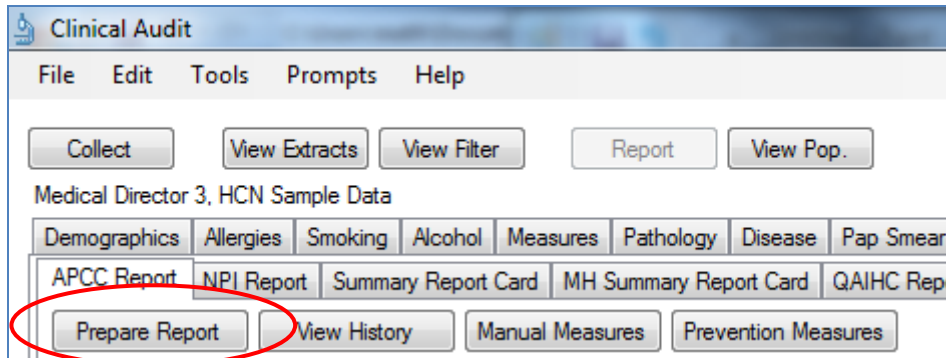 Clinical Audit
File Edit Tools Prompts Help
Collect View Extracts View Filter Report View Pop.
Medical Director 3, HCN Sample Data
Demographics Allergies Smoking Alcohol Measures Pathology Disease Pap Smear
APCC Report NPI Report Summary Report Card MH Summary Report Card QAIHC Rep
Prepare Report View History Manual Measures Prevention Measures